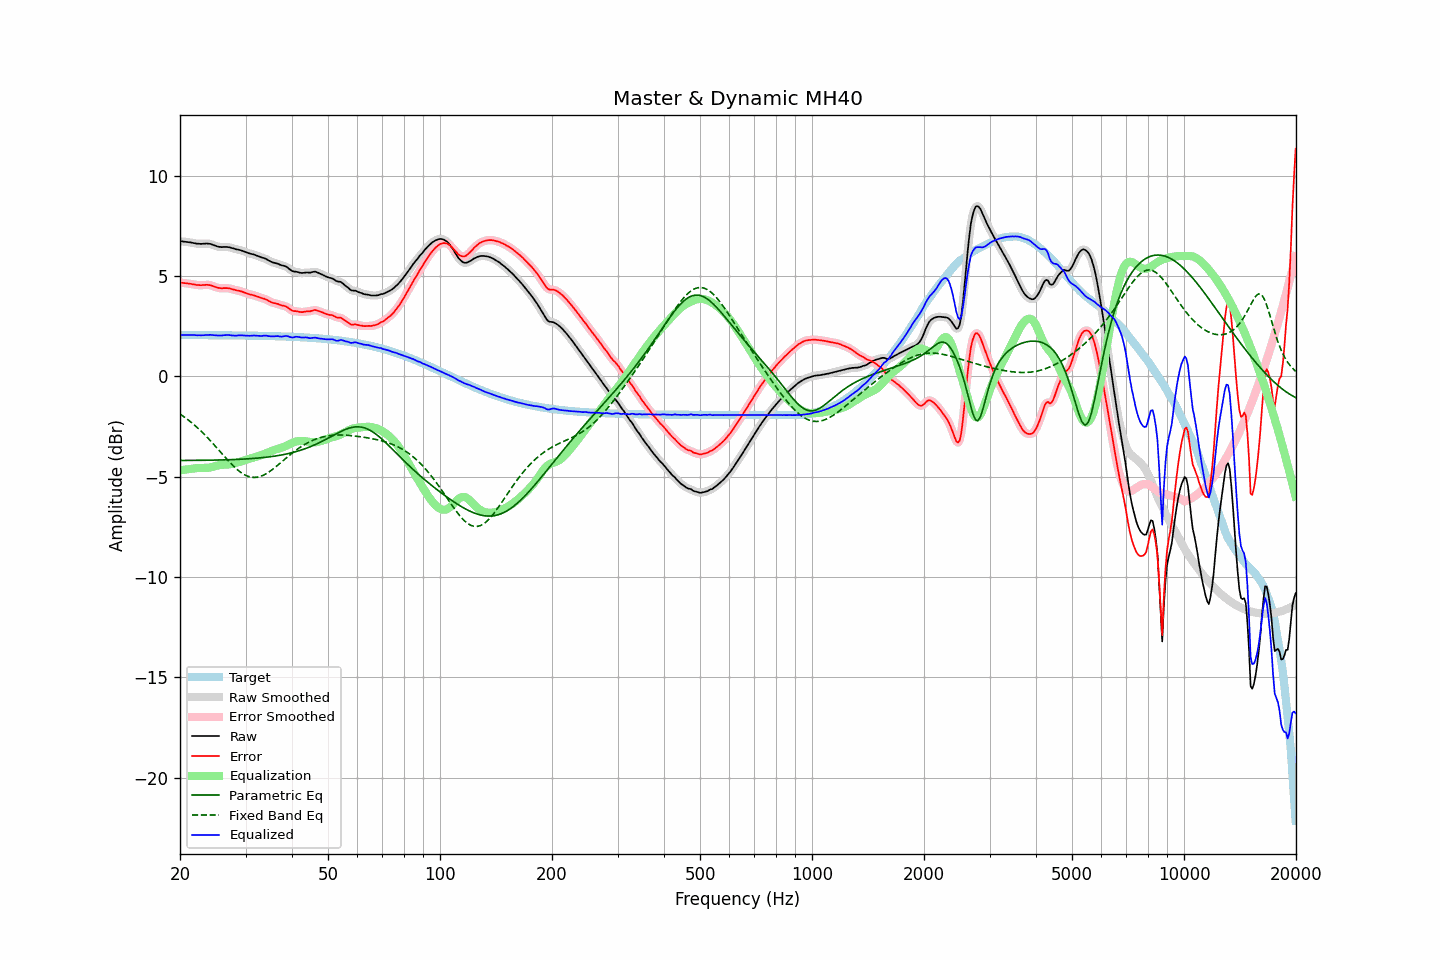 Master & Dynamic MH40
Amplitude (dBr)
10
5
0
−5
−10
−15
−20
Target
Raw Smoothed
Error Smoothed
Raw
Error
Equalization
Parametric Eq
Fixed Band Eq
Equalized
20 50 100 200 500 1000 2000 5000 10000 20000
Frequency (Hz)